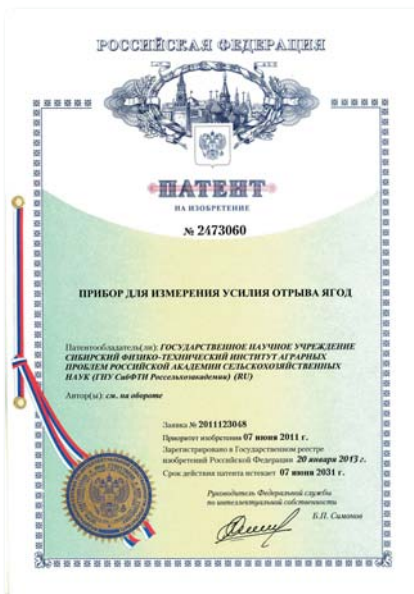 РОССИЙСКАЯ ФЕДЕРАЦИЯ
ПАТЕНТ
НА ИЗОБРЕТЕНИЕ
№ 2473060
ПРИБОР ДЛЯ ИЗМЕРЕНИЯ УСИЛИЯ ОТРЫВА ЯГОД
Патентообладатель(ли): ГОСУДАРСТВЕННОЕ НАУЧНОЕ УЧРЕЖДЕНИЕ
СИБИРСКИЙ ФИЗИКО-ТЕХНИЧЕСКИЙ ИНСТИТУТ АГРАРНЫХ
ПРОБЛЕМ РОССИЙСКОЙ АКАДЕМИИ СЕЛЬСКОХОЗЯЙСТВЕННЫХ
НАУК (ГНУ СибФТИ Россельхозакадемии) (RU)
Автор(ы): см. на обороте
Заявка № 2011123048
Приоритет изобретения 07 июня 2011 г.
Зарегистрировано в Государственном реестре
изобретений Российской Федерации 20 января 2013 г.
Срок действия патента истекает 07 июня 2031 г.
Руководитель Федеральной службы
по интеллектуальной собственности
Б.П. Симонов